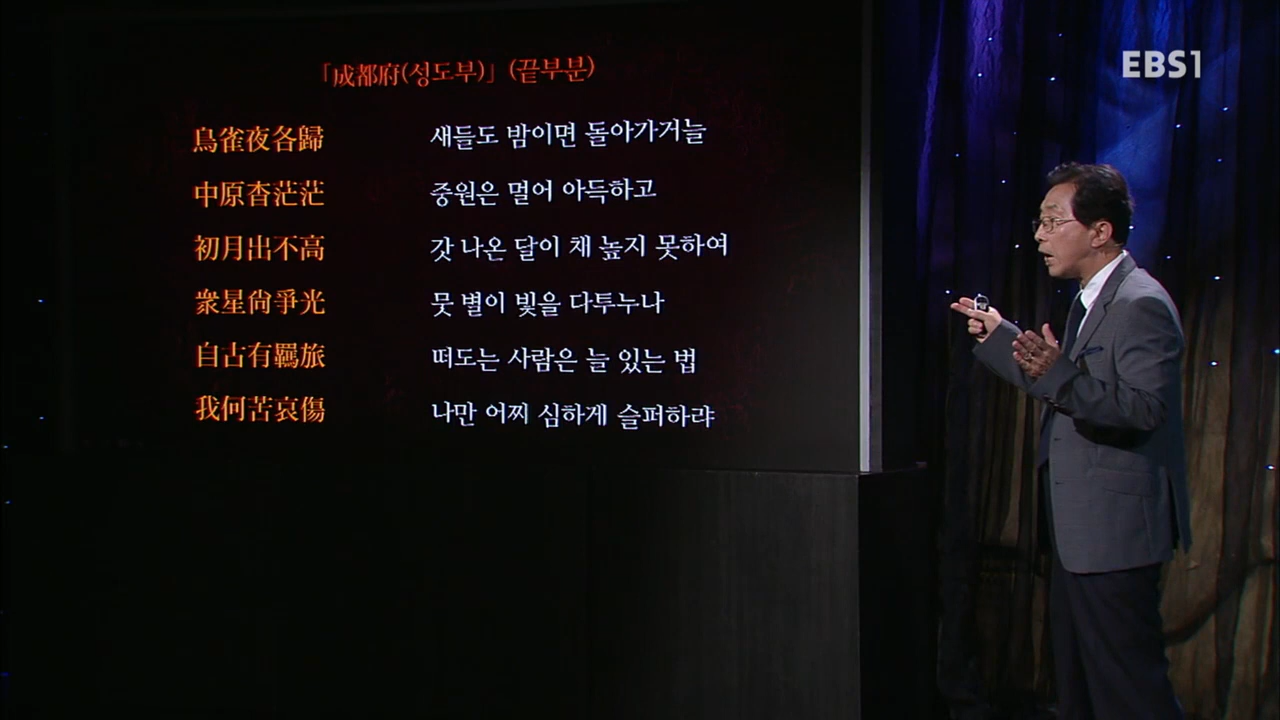 EBS1
「成都府(성도부)」 (끝부분)
鳥雀夜各歸 새들도 밤이면 돌아가거늘
中原杳茫茫 중원은 멀어 아득하고
初月出不高 갓 나온 달이 채 높지 못하여
衆星尙爭光 뭇 별이 빛을 다투누나
自古有羈旅 떠도는 사람은 늘 있는 법
我何苦哀傷 나만 어찌 심하게 슬퍼하랴